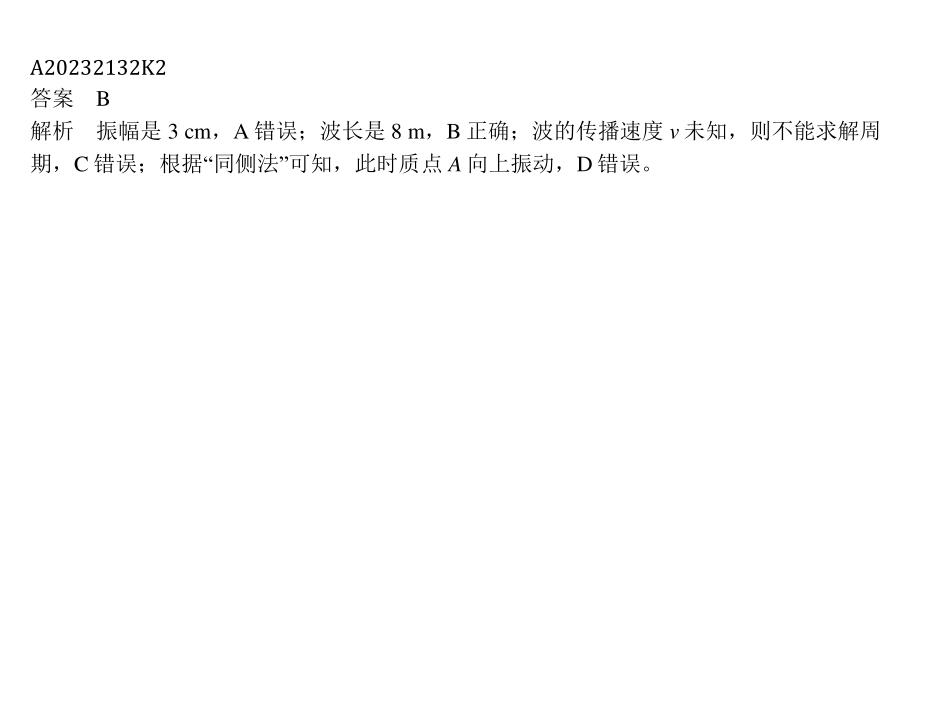 A20232132K2
答案 B
解析 振幅是 3 cm，A 错误；波长是 8 m，B 正确；波的传播速度 v 未知，则不能求解周
期，C 错误；根据“同侧法”可知，此时质点 A 向上振动，D 错误。